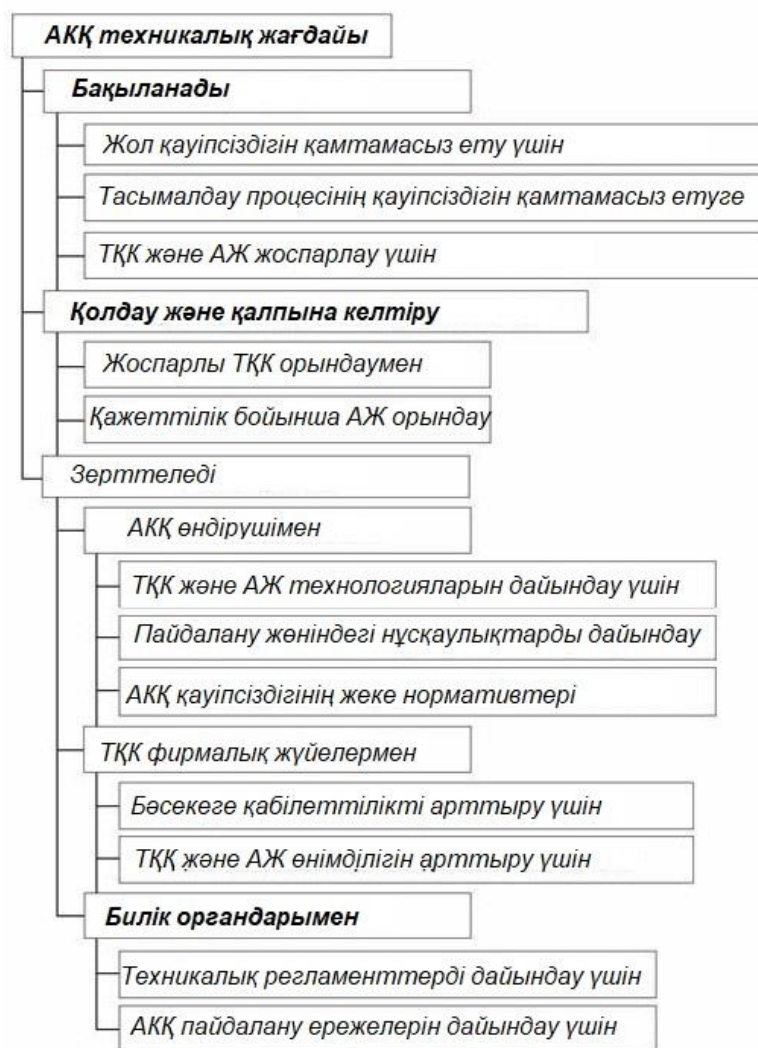 АКҚ техникалық жағдайы
Бақыланады
Жол қауіпсіздігін қамтамасыз ету үшін
Тасымалдау процесінің қауіпсіздігін қамтамасыз етуге
ТҚК және АЖ жоспарлау үшін
Қолдау және қалпына келтіру
Жоспарлы ТҚК орындаумен
Қажеттілік бойынша АЖ орындау
Зерттеледі
АКҚ өндірушімен
ТҚК және АЖ технологияларын дайындау үшін
Пайдалану жөніндегі нұсқаулықтарды дайындау
АКҚ қауіпсіздігінің жеке нормативтері
ТҚК фирмалық жүйелермен
Бәсекеге қабілеттілікті арттыру үшін
ТҚҚ және АЖ өнімділігін арттыру үшін
Билік органдарымен
Техникалық регламенттерді дайындау үшін
АКҚ пайдалану ережелерін дайындау үшін